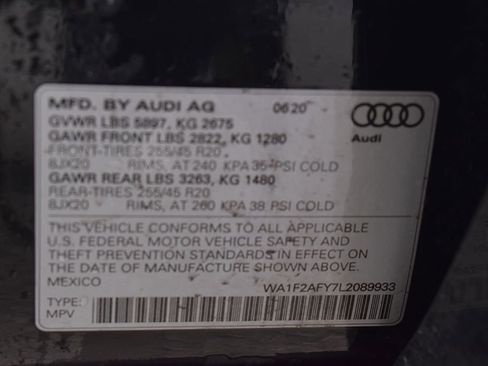 MFD. BY AUDI AG 06 20
GVWR LBS 5897, KG 2675
GAWR FRONT LBS 2822, KG 1280
FRONT-TIRES 255/45 R20
8JX20 RIMS, AT 240 KPA 35 PSI COLD
GAWR REAR LBS 3263, KG 1480
REAR-TIRES 255/45 R20
8JX20 RIMS, AT 260 KPA 38 PSI COLD
Audi
THIS VEHICLE CONFORMS TO ALL APPLICABLE
U.S. FEDERAL MOTOR VEHICLE SAFETY AND
THEFT PREVENTION STANDARDS IN EFFECT ON
THE DATE OF MANUFACTURE SHOWN ABOVE.
MEXICO WA1F2AFY7L2089933
TYPE:
MPV